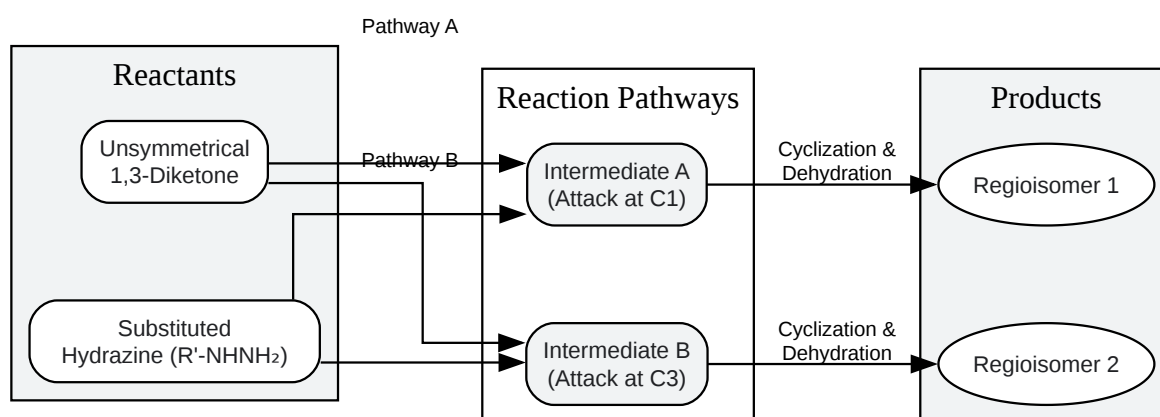 Pathway A
Reactants
Reaction Pathways
Products
Unsymmetrical
1,3-Diketone
Pathway B
Intermediate A
(Attack at C1)
Cyclization &
Dehydration
Regioisomer 1
Substituted
Hydrazine (R'-NHNH₂)
Intermediate B
(Attack at C3)
Cyclization &
Dehydration
Regioisomer 2